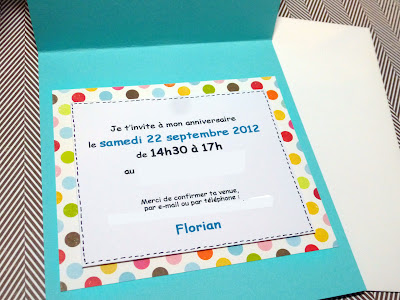 Je t'invite à mon anniversaire
le samedi 22 septembre 2012
de 14h30 à 17h
au
Merci de confirmer ta venue,
par e-mail ou par téléphone :
Florian